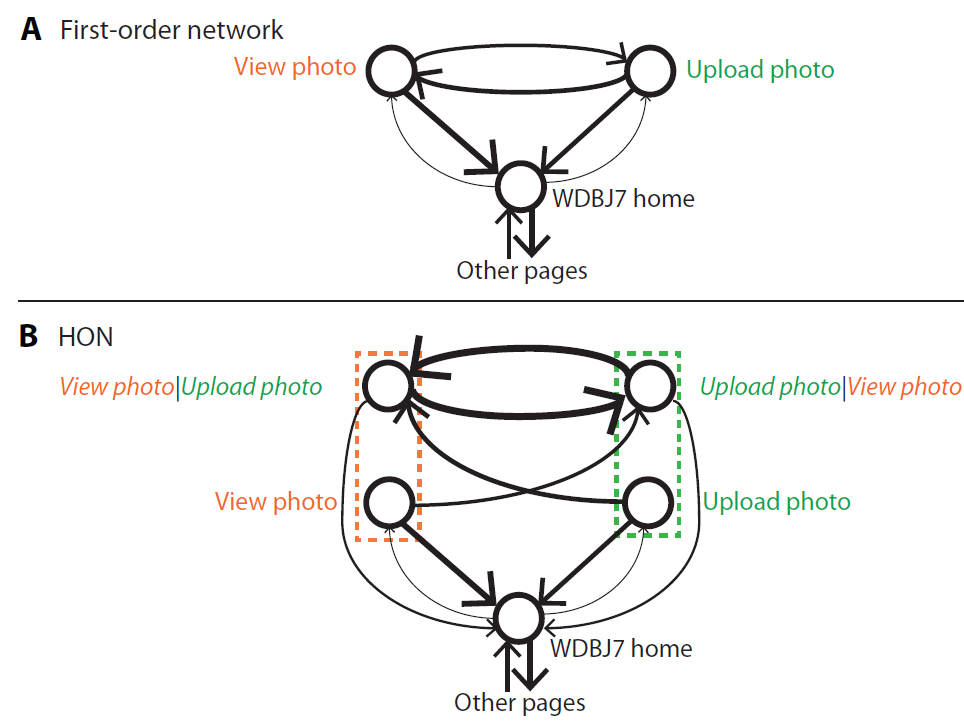 A First-order network
View photo
Upload photo
WDBJ7 home
Other pages
B HON
View photo|Upload photo
Upload photo|View photo
View photo
Upload photo
WDBJ7 home
Other pages